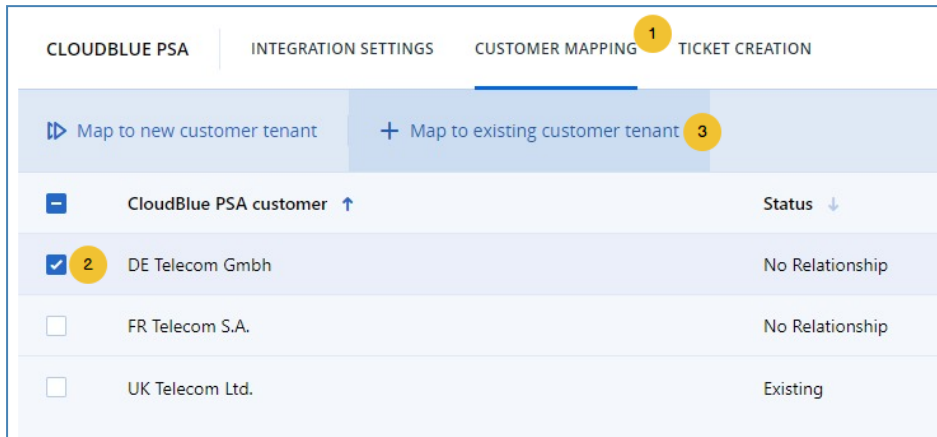 CLOUDBLUE PSA INTEGRATION SETTINGS CUSTOMER MAPPING 1 TICKET CREATION
Map to new customer tenant + Map to existing customer tenant 3
CloudBlue PSA customer ↑ Status ↓
2 DE Telecom Gmbh No Relationship
FR Telecom S.A. No Relationship
UK Telecom Ltd. Existing